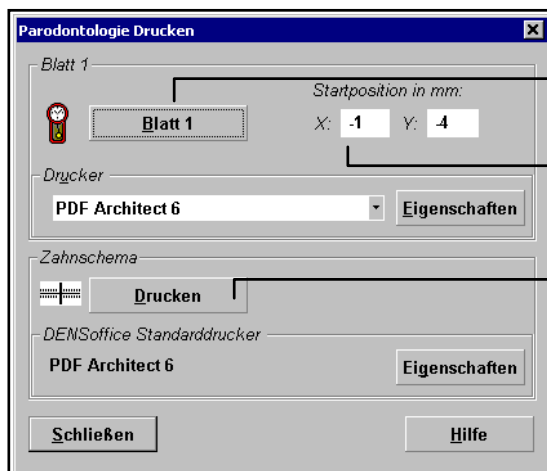 Parodontologie Drucken
Blatt 1
Startposition in mm:
Blatt 1 X: -1 Y: -4
Drucker
PDF Architect 6 Eigenschaften
Zahnschema
Drucken
DENSoffice Standarddrucker
PDF Architect 6 Eigenschaften
Schließen Hilfe